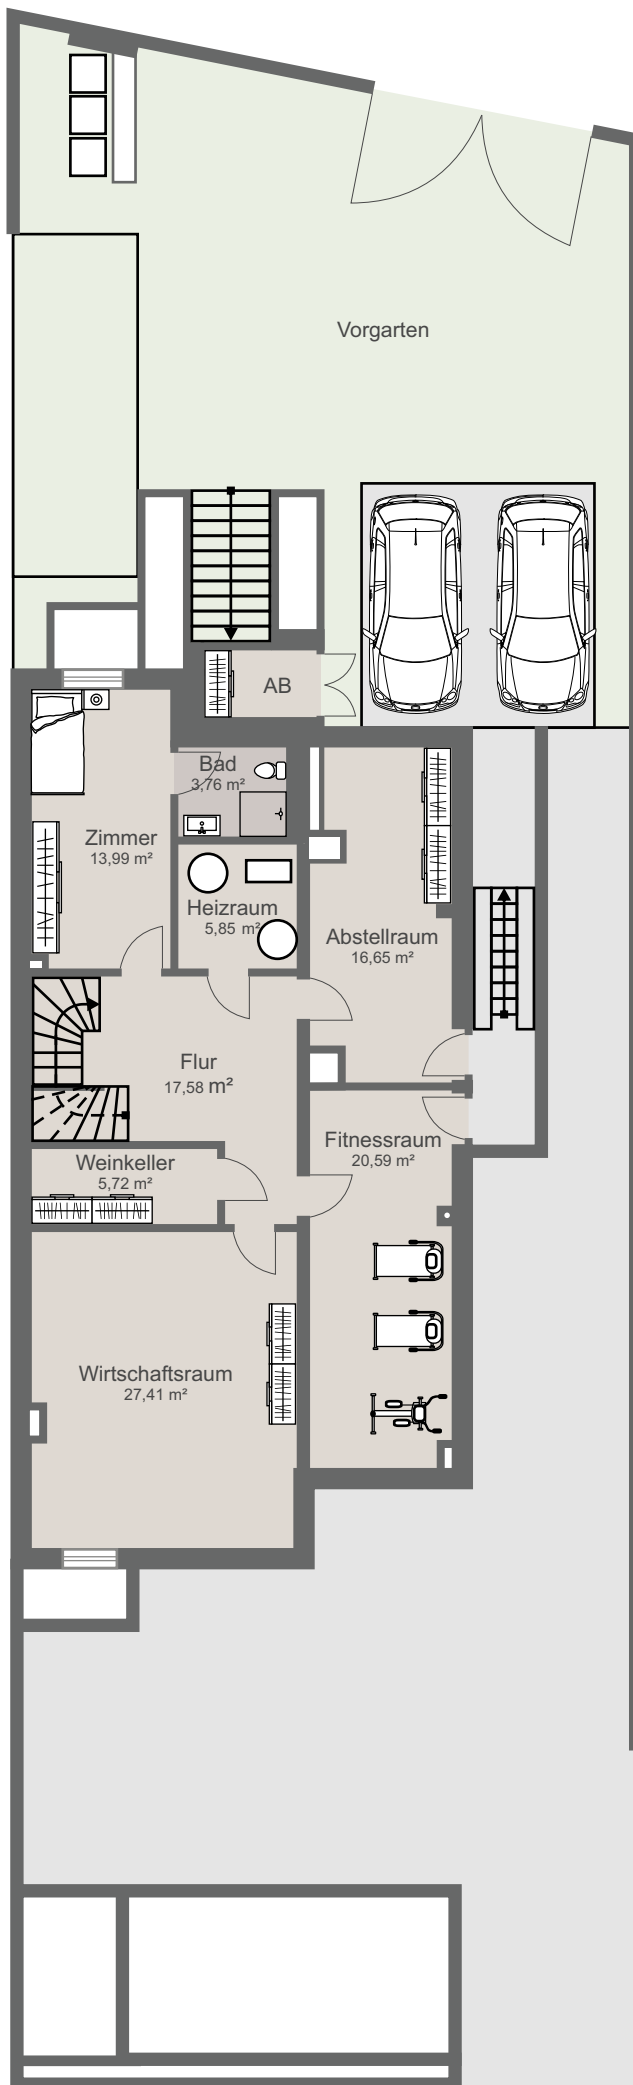 Vorgarten
AB
Bad
3,76 m²
Zimmer
13,99 m²
Heizraum
5,85 m²
Abstellraum
16,65 m²
Flur
17,58 m²
Fitnessraum
20,59 m²
Weinkeller
5,72 m²
Wirtschaftsraum
27,41 m²